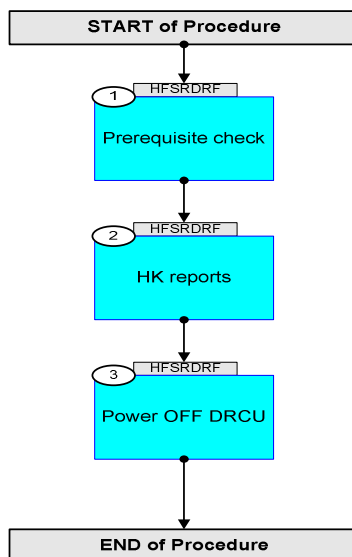 START of Procedure
HFSRDRF
1
Prerequisite check
HFSRDRF
2
HK reports
HFSRDRF
3
Power OFF DRCU
END of Procedure